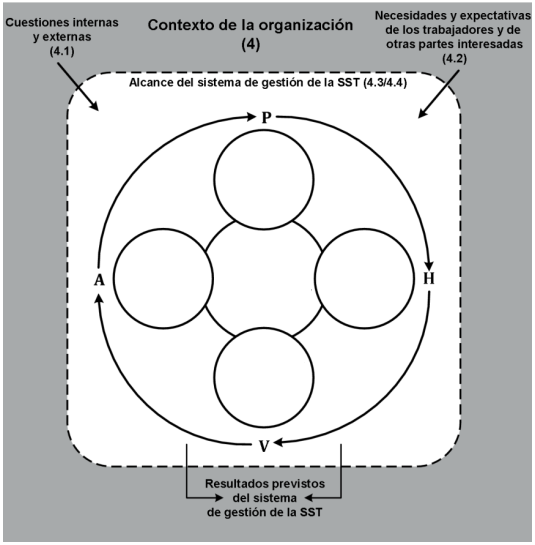 Cuestiones internas
y externas
(4.1)
Contexto de la organización
(4)
Necesidades y expectativas
de los trabajadores y de
otras partes interesadas
(4.2)
Alcance del sistema de gestión de la SST (4.3/4.4)
P
A
H
V
Resultados previstos
del sistema
de gestión de la SST